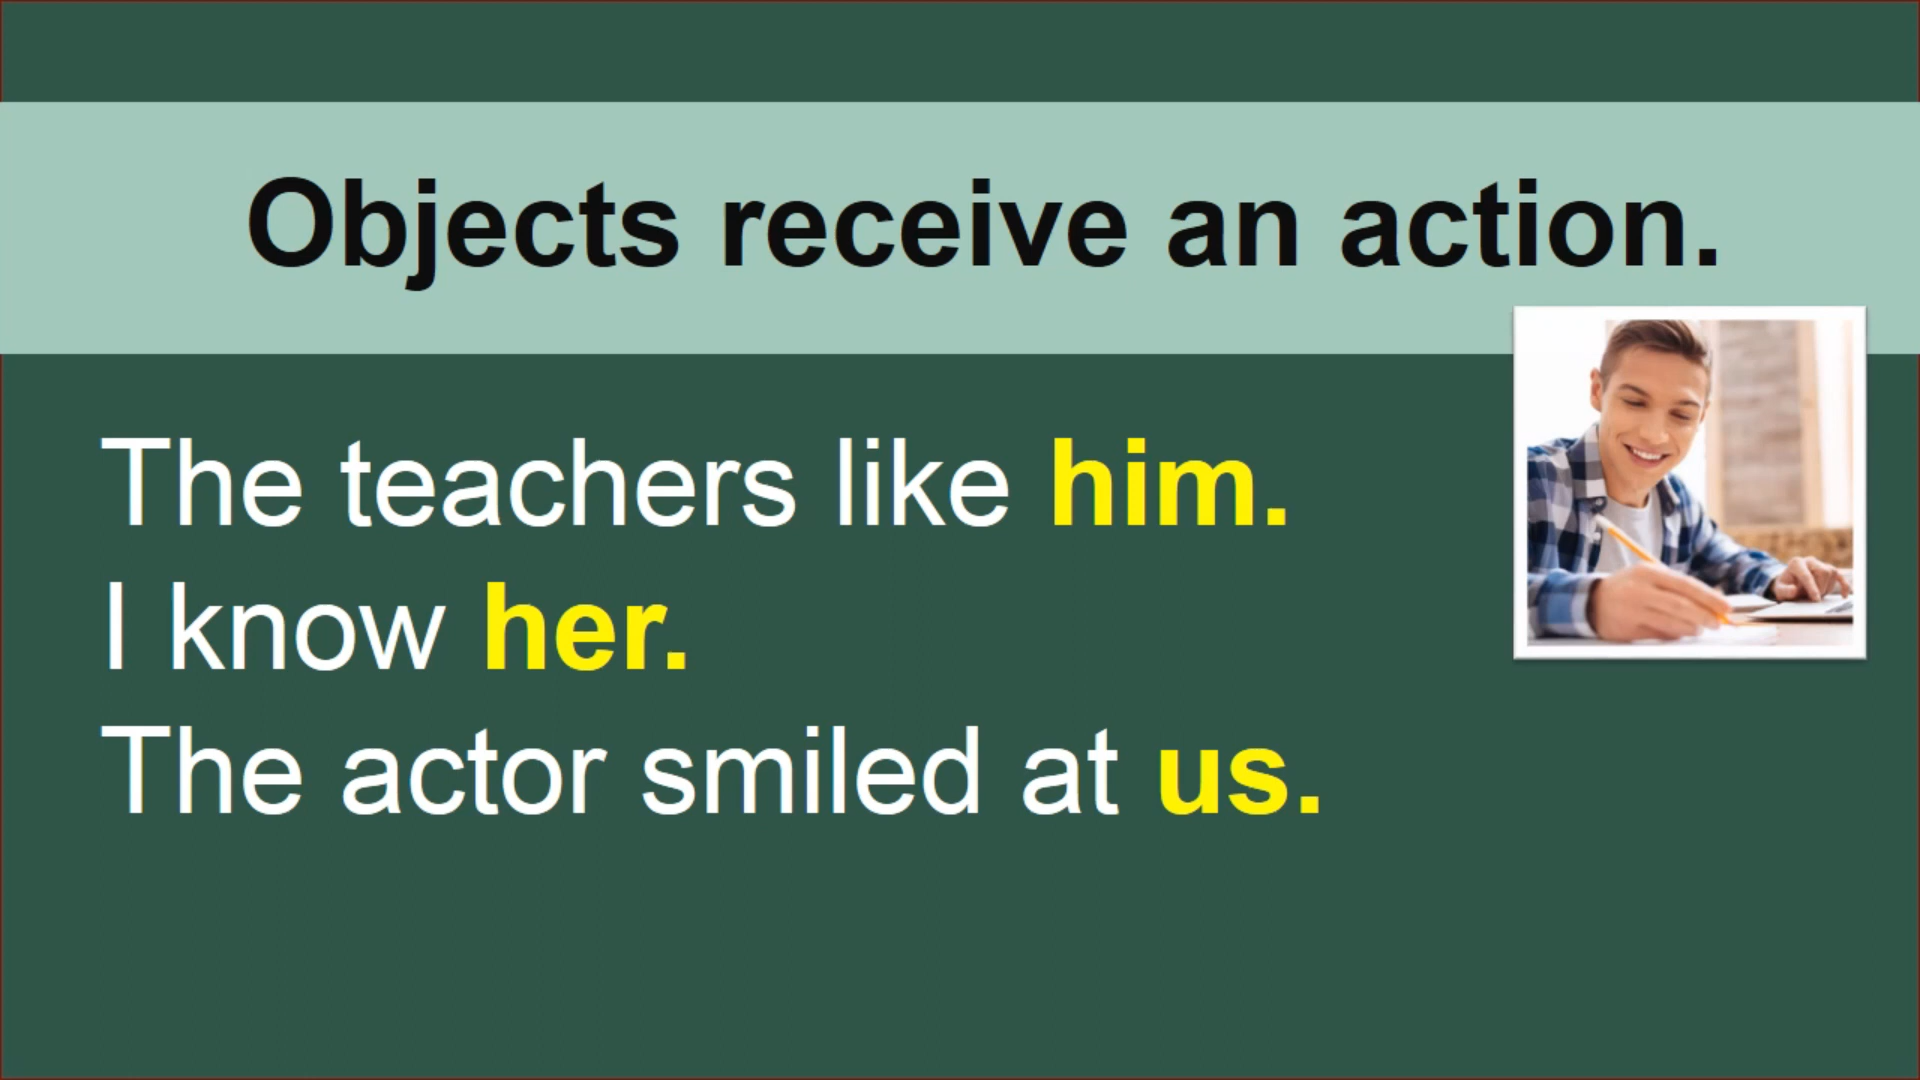 Objects receive an action.
The teachers like him.
I know her.
The actor smiled at us.